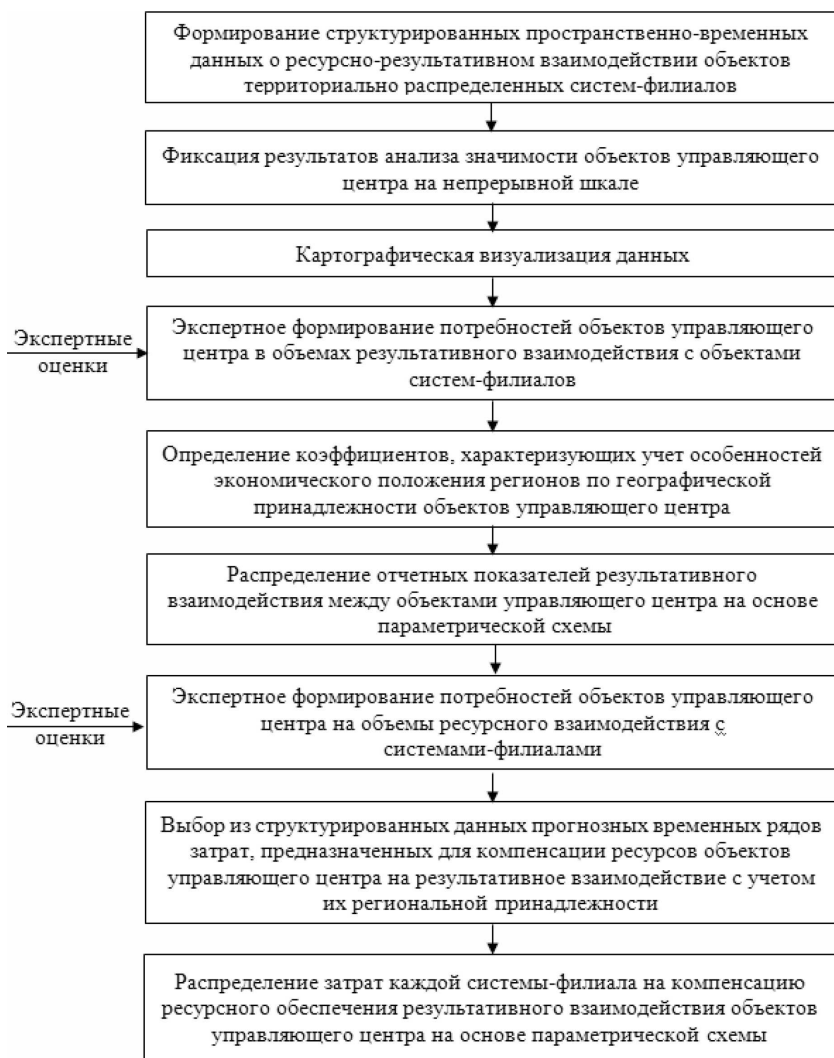 Формирование структурированных пространственно-временных
данных о ресурсно-результативном взаимодействии объектов
территориально распределенных систем-филиалов
Фиксация результатов анализа значимости объектов управляющего
центра на непрерывной шкале
Картографическая визуализация данных
Экспертные
оценки
Экспертное формирование потребностей объектов управляющего
центра в объемах результативного взаимодействия с объектами
систем-филиалов
Определение коэффициентов, характеризующих учет особенностей
экономического положения регионов по географической
принадлежности объектов управляющего центра
Распределение отчетных показателей результативного
взаимодействия между объектами управляющего центра на основе
параметрической схемы
Экспертные
оценки
Экспертное формирование потребностей объектов управляющего
центра на объемы ресурсного взаимодействия с
системами-филиалами
Выбор из структурированных данных прогнозных временных рядов
затрат, предназначенных для компенсации ресурсов объектов
управляющего центра на результативное взаимодействие с учетом
их региональной принадлежности
Распределение затрат каждой системы-филиала на компенсацию
ресурсного обеспечения результативного взаимодействия объектов
управляющего центра на основе параметрической схемы